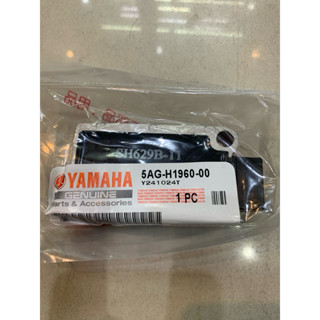 SH629B-11
YAMAHA
GENUINE
Parts & Accessories
5AG-H1960-00
Y241024T
1 PC